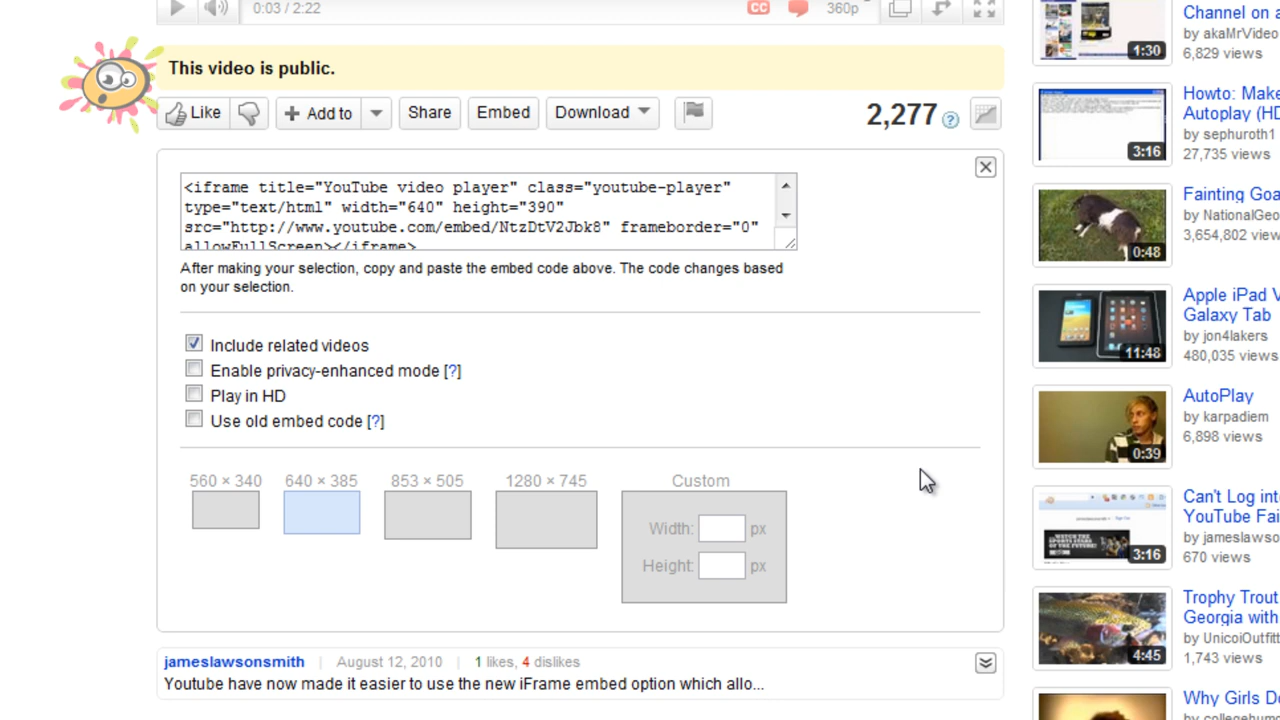 0:03 / 2:22
CC
360p
This video is public.
Like
Add to
Share
Embed
Download
2,277
?
<iframe title="YouTube video player" class="youtube-player"
type="text/html" width="640" height="390"
src="http://www.youtube.com/embed/NtzDtV2Jbk8" frameborder="0"
allowFullScreen></iframe>
After making your selection, copy and paste the embed code above. The code changes based
on your selection.
Include related videos
Enable privacy-enhanced mode [?]
Play in HD
Use old embed code [?]
560 × 340
640 × 385
853 × 505
1280 × 745
Custom
Width: px
Height: px
jameslawsonsmith | August 12, 2010 | 1 likes, 4 dislikes
Youtube have now made it easier to use the new iFrame embed option which allo...
1:30
Channel on a
by akaMrVideo
6,829 views
3:16
Howto: Make
Autoplay (HD
by sephuroth1
27,735 views
0:48
Fainting Goa
by NationalGeo
3,654,802 view
11:48
Apple iPad V
Galaxy Tab
by jon4lakers
480,035 views
0:39
AutoPlay
by karpadiem
6,898 views
3:16
Can't Log into
YouTube Fai
by jameslawso
670 views
4:45
Trophy Trout
Georgia with
by UnicoiOutfitt
1,743 views
Why Girls Do
by collegehumo